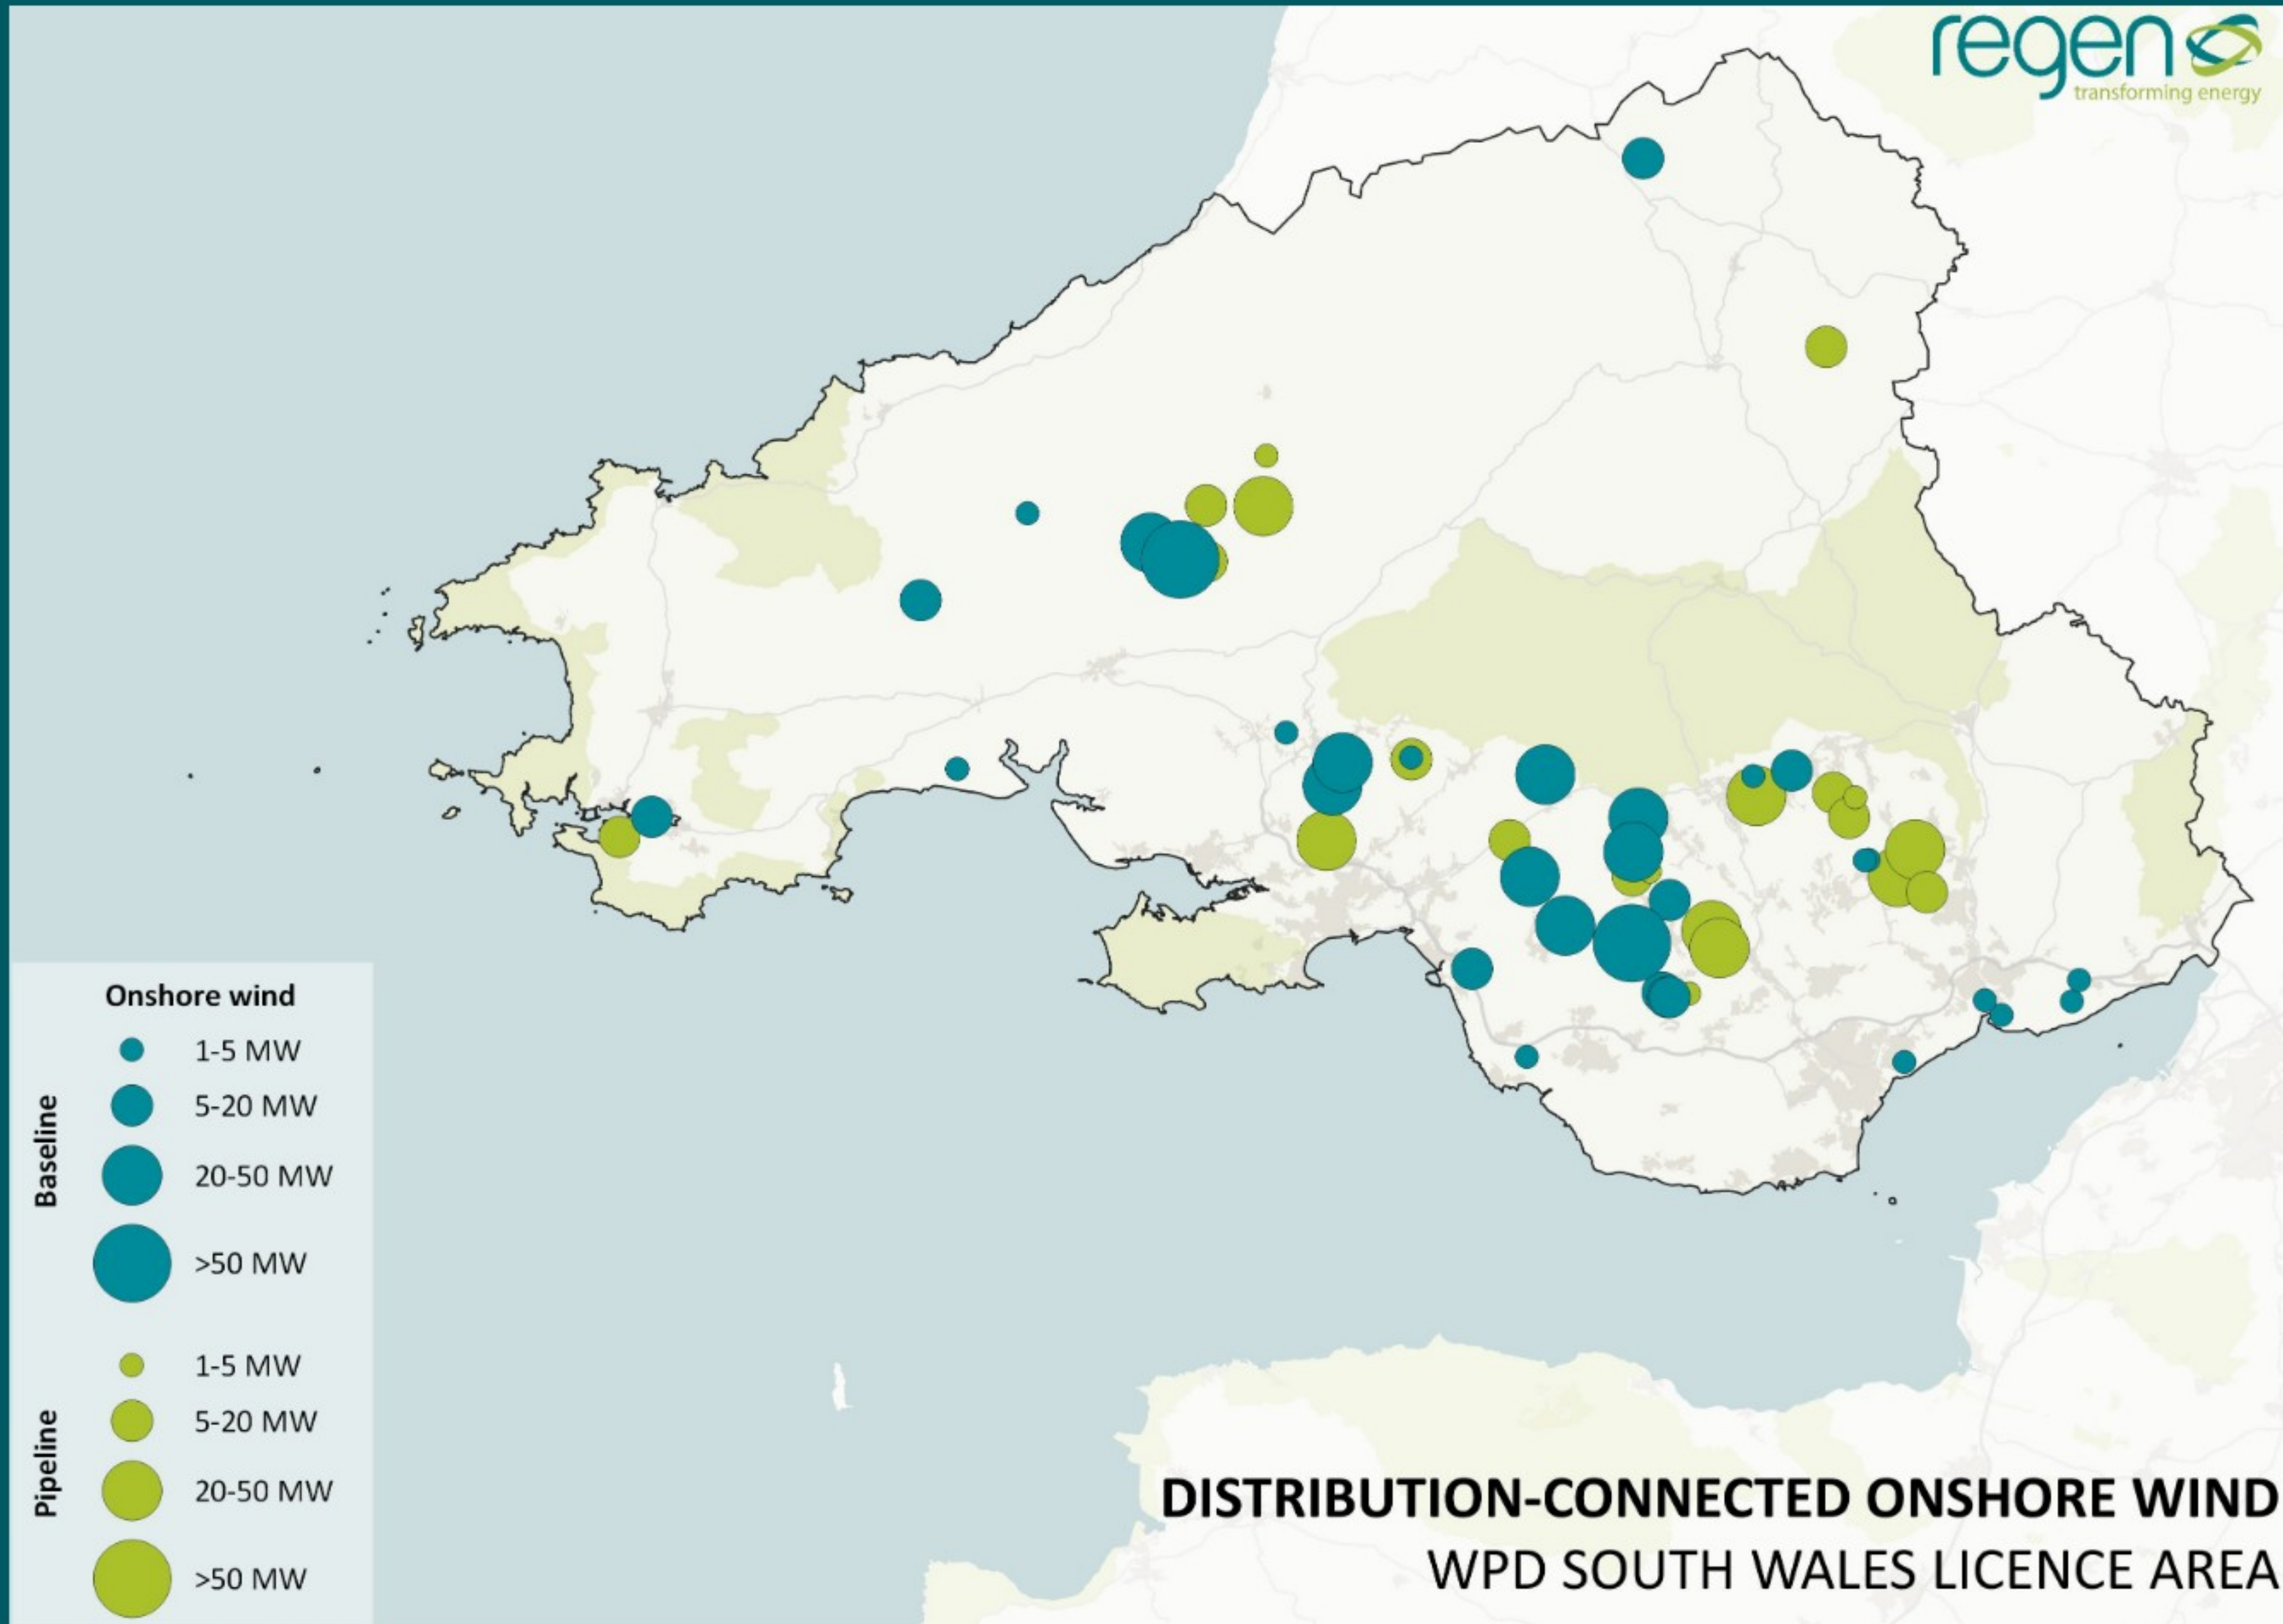 regen
transforming energy
Onshore wind
Baseline
1-5 MW
5-20 MW
20-50 MW
>50 MW
Pipeline
1-5 MW
5-20 MW
20-50 MW
>50 MW
DISTRIBUTION-CONNECTED ONSHORE WIND
WPD SOUTH WALES LICENCE AREA